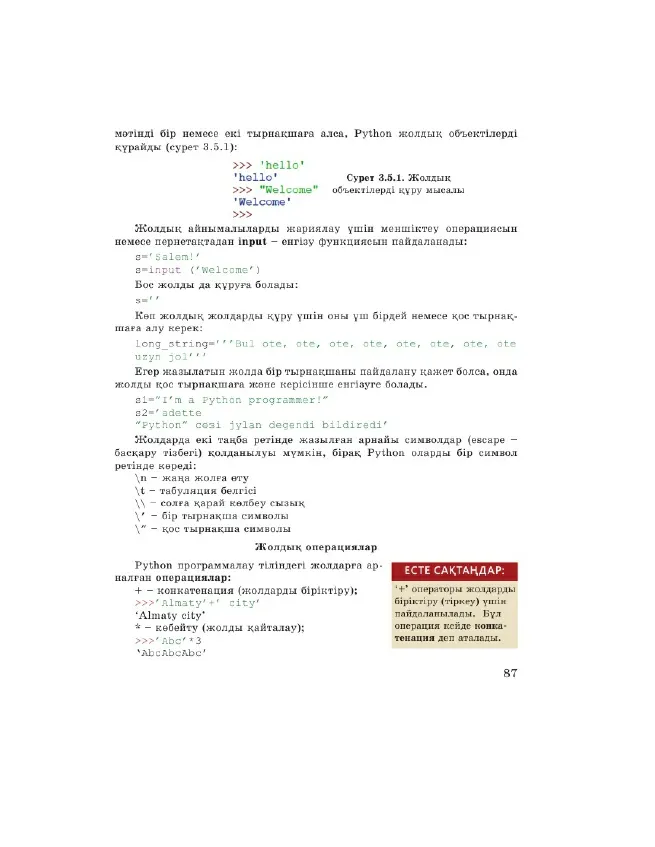 мәтінді бір немесе екі тырнақшаға алса, Python жолдық объектілерді
құрайды (сурет 3.5.1):
>>> 'hello'
'hello'
>>> "Welcome"
'Welcome'
>>>
Сурет 3.5.1. Жолдық
объектілерді құру мысалы
Жолдық айнымалыларды жариялау үшін меншіктеу операциясын
немесе пернетақтадан input – енгізу функциясын пайдаланады:
s='Salem!'
s=input ('Welcome')
Бос жолды да құруға болады:
s=''
Көп жолдық жолдарды құру үшін оны үш бірдей немесе қос тырнақ-
шаға алу керек:
long_string='''Bul ote, ote, ote, ote, ote, ote, ote, ote
uzyn jol'''
Егер жазылатын жолда бір тырнақшаны пайдалану қажет болса, онда
жолды қос тырнақшаға және керісінше енгізуге болады.
s1="I'm a Python programmer!"
s2='adette
"Python" cesi jylan degendi bildiredi'
Жолдарда екі таңба ретінде жазылған арнайы символдар (escape –
басқару тізбегі) қолданылуы мүмкін, бірақ Python оларды бір символ
ретінде көреді:
\n – жаңа жолға өту
\t – табуляция белгісі
\\ – солға қарай көлбеу сызық
\' – бір тырнақша символы
\" – қос тырнақша символы
Жолдық операциялар
Python программалау тіліндегі жолдарға ар-
налған операциялар:
+ – конкатенация (жолдарды біріктіру);
>>>'Almaty'+' city'
'Almaty city'
* – көбейту (жолды қайталау);
>>>'Abc'*3
'AbcAbcAbc'
ЕСТЕ САҚТАҢДАР:
'+' операторы жолдарды
біріктіру (тіркеу) үшін
пайдаланылады. Бұл
операция кейде конка-
тенация деп аталады.
87